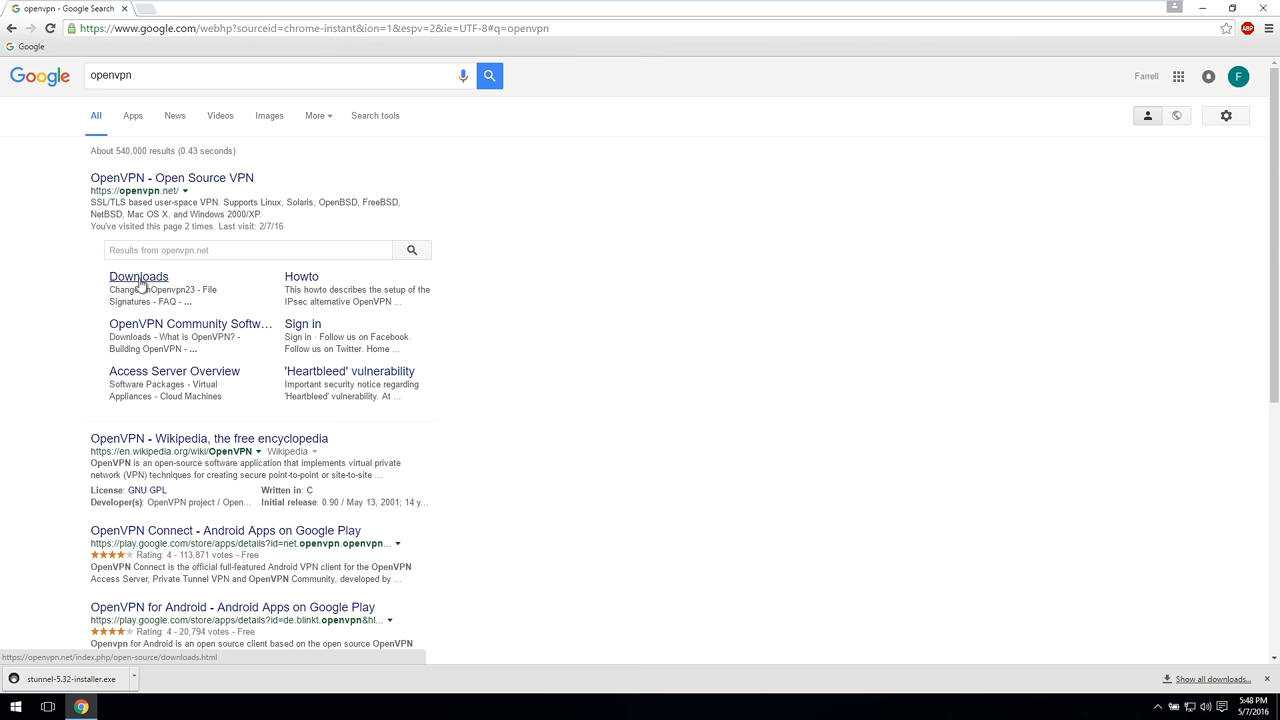 openvpn - Google Search
https://www.google.com/webhp?sourceid=chrome-instant&ion=1&espv=2&ie=UTF-8#q=openvpn
ABP
G Google
Google
openvpn
Farrell
F
All Apps News Videos Images More Search tools
About 540,000 results (0.43 seconds)
OpenVPN - Open Source VPN
https://openvpn.net/
SSL/TLS based user-space VPN. Supports Linux, Solaris, OpenBSD, FreeBSD,
NetBSD, Mac OS X, and Windows 2000/XP.
You've visited this page 2 times. Last visit: 2/7/16
Results from openvpn.net
Downloads
Change InOpenvpn23 - File
Signatures - FAQ - ...
Howto
This howto describes the setup of the
IPsec alternative OpenVPN ...
OpenVPN Community Softw...
Downloads - What is OpenVPN? -
Building OpenVPN - ...
Sign in
Sign in · Follow us on Facebook.
Follow us on Twitter. Home ...
Access Server Overview
Software Packages - Virtual
Appliances - Cloud Machines
'Heartbleed' vulnerability
Important security notice regarding
'Heartbleed' vulnerability. At ...
OpenVPN - Wikipedia, the free encyclopedia
https://en.wikipedia.org/wiki/OpenVPN Wikipedia
OpenVPN is an open-source software application that implements virtual private
network (VPN) techniques for creating secure point-to-point or site-to-site ...
License: GNU GPL Written in: C
Developer(s): OpenVPN project / Open... Initial release: 0.90 / May 13, 2001; 14 y...
OpenVPN Connect - Android Apps on Google Play
https://play.google.com/store/apps/details?id=net.openvpn.openvpn...
Rating: 4 - 113,871 votes - Free
OpenVPN Connect is the official full-featured Android VPN client for the OpenVPN
Access Server, Private Tunnel VPN and OpenVPN Community, developed by ...
OpenVPN for Android - Android Apps on Google Play
https://play.google.com/store/apps/details?id=de.blinkt.openvpn&hl...
Rating: 4 - 20,794 votes - Free
Openvpn for Android is an open source client based on the open source OpenVPN
https://openvpn.net/index.php/open-source/downloads.html
stunnel-5.32-installer.exe
Show all downloads...
5:48 PM
5/7/2016